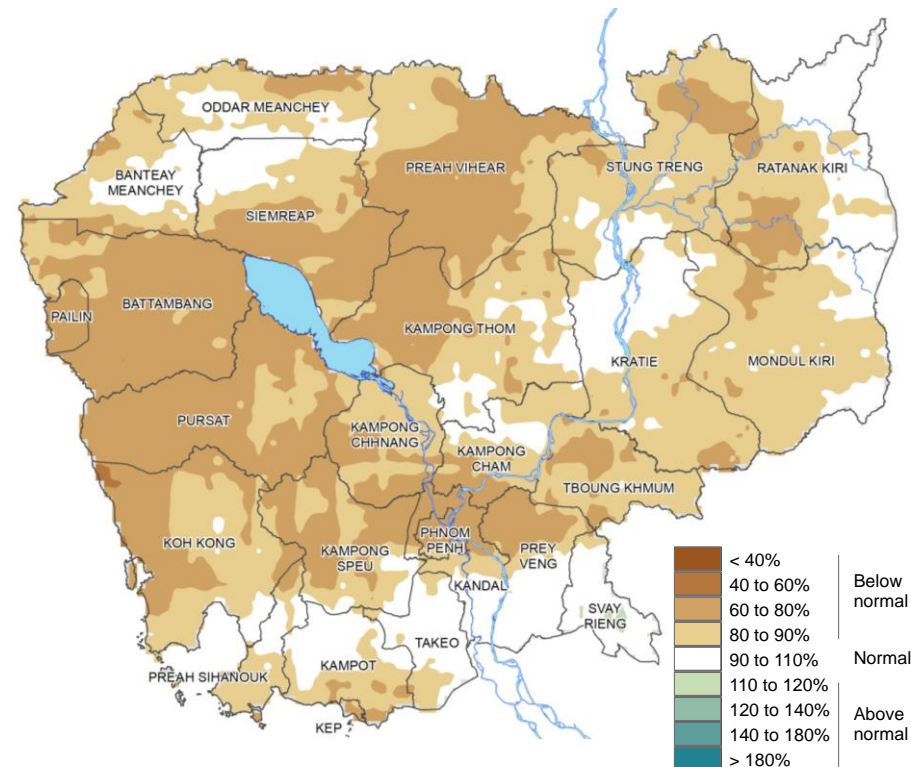 ODDAR MEANCHEY
BANTEAY
MEANCHEY
PREAH VIHEAR
STUNG TRENG
RATANAK KIRI
SIEMREAP
PAILIN
BATTAMBANG
KAMPONG THOM
KRATIE
MONDUL KIRI
PURSAT
KAMPONG
CHHNANG
KAMPONG
CHAM
TBOUNG KHMUM
KOH KONG
KAMPONG
SPEU
PHNOM
PENH
PREY
VENG
KANDAL
SVAY
RIENG
TAKEO
PREAH SIHANOUK
KAMPOT
KEP
< 40%
40 to 60%
60 to 80%
80 to 90%
Below
normal
90 to 110%
Normal
110 to 120%
120 to 140%
140 to 180%
> 180%
Above
normal